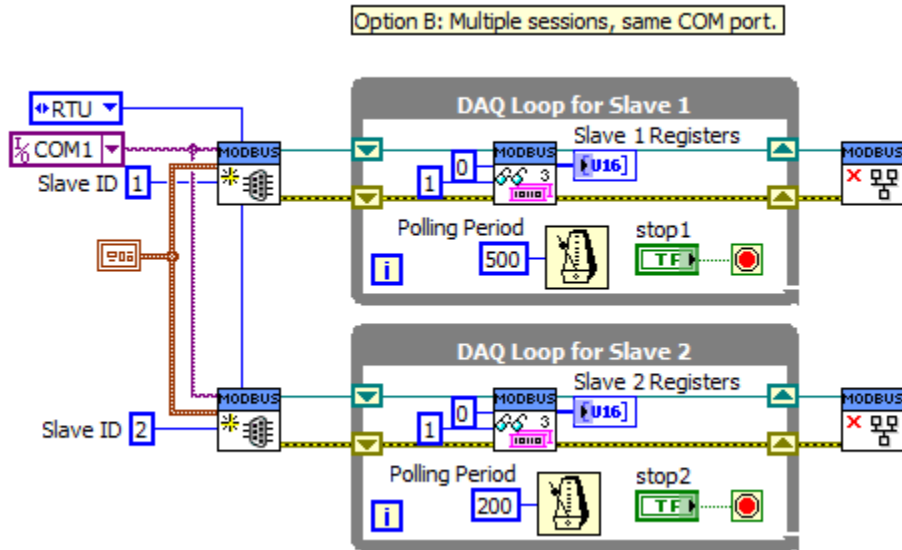 Option B: Multiple sessions, same COM port.
DAQ Loop for Slave 1
RTU
Slave 1 Registers
I/O COM1
MODBUS
MODBUS
MODBUS
0
[U16]
Slave ID 1
1
3
Polling Period
stop1
500
TF
i
DAQ Loop for Slave 2
Slave 2 Registers
MODBUS
MODBUS
MODBUS
0
[U16]
Slave ID 2
1
3
Polling Period
stop2
200
TF
i